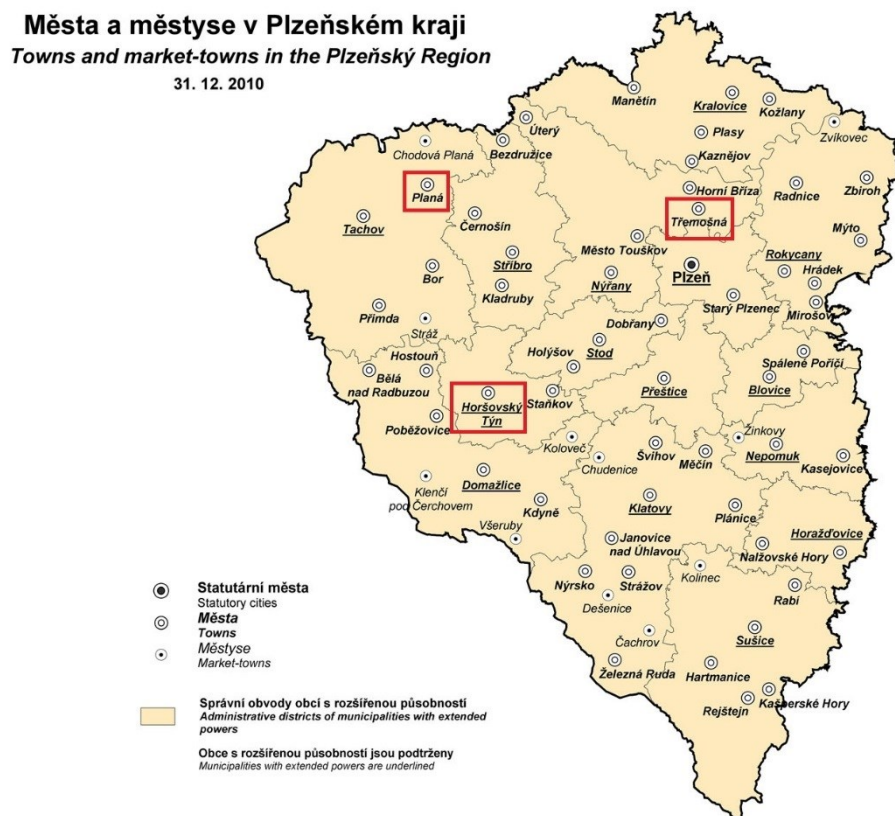 Města a městyse v Plzeňském kraji
Towns and market-towns in the Plzeňský Region
31. 12. 2010
Manětín
Kralovice
Kožlany
Úterý
Plasy
Zvíkovec
Chodová Planá
Bezdružice
Kaznějov
Planá
Horní Bříza
Radnice
Zbiroh
Tachov
Černošín
Třemošná
Mýto
Město Touškov
Stříbro
Plzeň
Rokycany
Bor
Nýřany
Hrádek
Kladruby
Přimda
Starý Plzenec
Mirošov
Stráž
Dobřany
Hostouň
Holýšov
Stod
Spálené Poříčí
Bělá
nad Radbuzou
Přeštice
Blovice
Horšovský
Týn
Staňkov
Poběžovice
Koloveč
Žinkovy
Chudenice
Švihov
Měčín
Nepomuk
Kasejovice
Domažlice
Klenčí
pod Čerchovem
Kdyně
Klatovy
Plánice
Všeruby
Horažďovice
Janovice
nad Úhlavou
Nalžovské Hory
Nýrsko
Strážov
Kolinec
Rabí
Dešenice
Čachrov
Sušice
Železná Ruda
Hartmanice
Rejštejn
Kašperské Hory
Statutární města
Statutory cities
Města
Towns
Městyse
Market-towns
Správní obvody obcí s rozšířenou působností
Administrative districts of municipalities with extended
powers
Obce s rozšířenou působností jsou podtrženy
Municipalities with extended powers are underlined